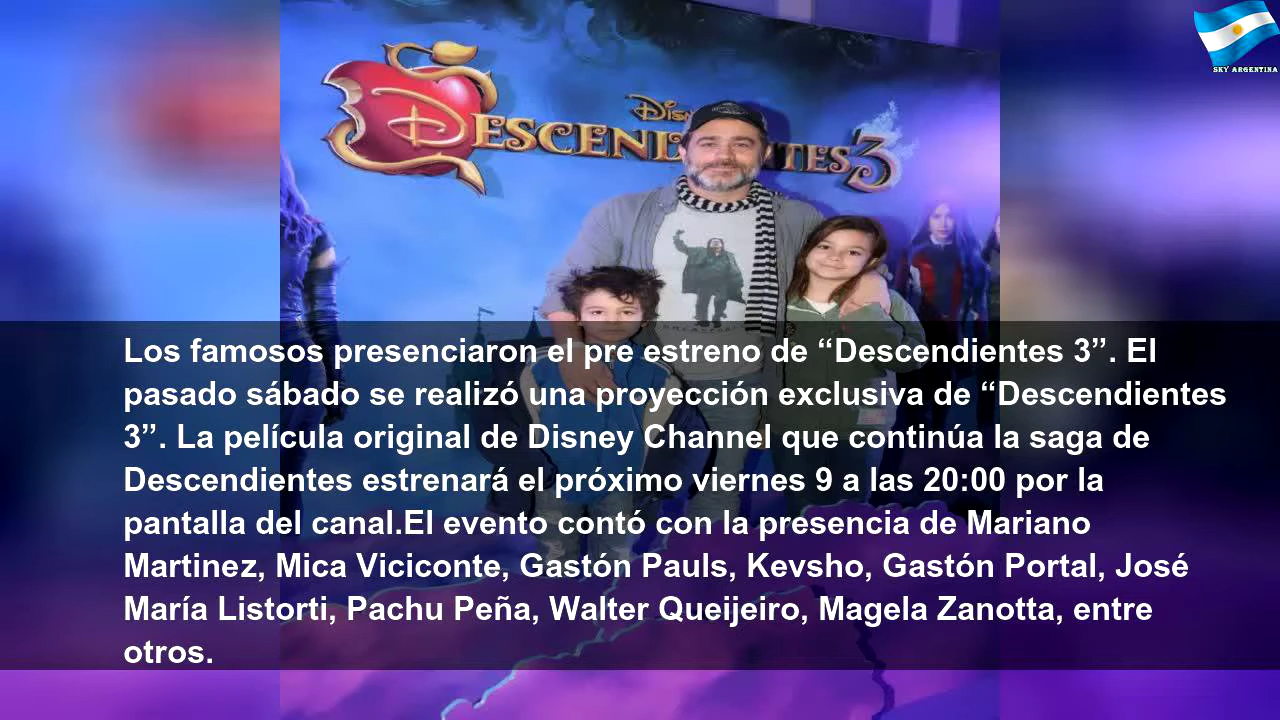 SKY ARGENTINA
Disn
DESCENDIENTES 3
Los famosos presenciaron el pre estreno de “Descendientes 3”. El
pasado sábado se realizó una proyección exclusiva de “Descendientes
3”. La película original de Disney Channel que continúa la saga de
Descendientes estrenará el próximo viernes 9 a las 20:00 por la
pantalla del canal.El evento contó con la presencia de Mariano
Martinez, Mica Viciconte, Gastón Pauls, Kevsho, Gastón Portal, José
María Listorti, Pachu Peña, Walter Queijeiro, Magela Zanotta, entre
otros.